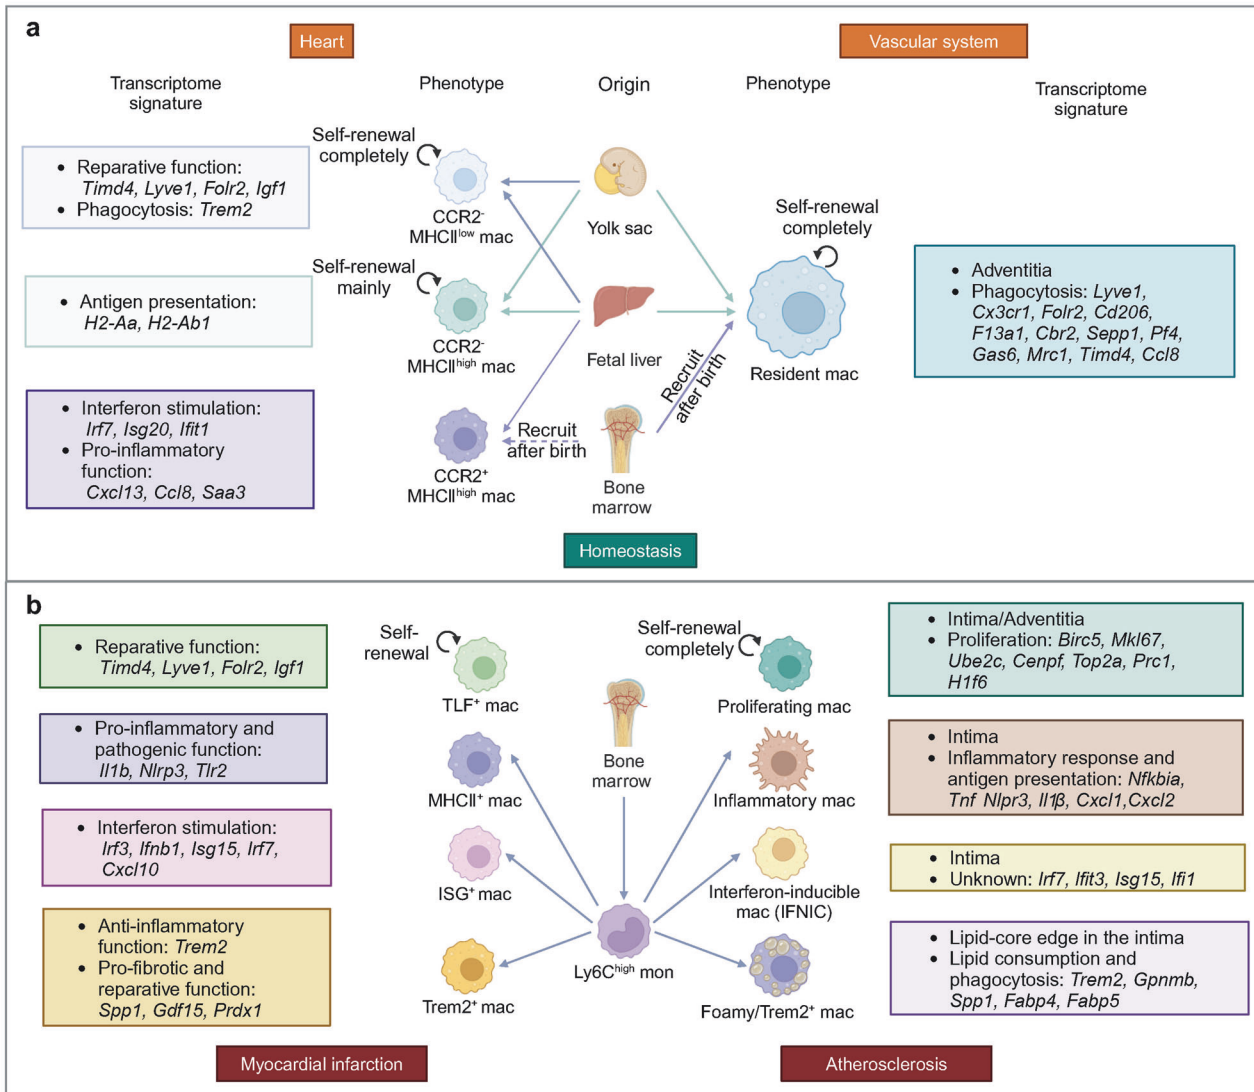 a
Heart
Vascular system
Transcriptome
signature
Phenotype
Origin
Phenotype
Transcriptome
signature
• Reparative function:
Timd4, Lyve1, Folr2, Igf1
• Phagocytosis: Trem2
Self-renewal
completely
CCR2⁻
MHCII^low mac
Yolk sac
Self-renewal
completely
• Antigen presentation:
H2-Aa, H2-Ab1
Self-renewal
mainly
CCR2⁻
MHCII^high mac
Fetal liver
Resident mac
• Adventitia
• Phagocytosis: Lyve1,
Cx3cr1, Folr2, Cd206,
F13a1, Cbr2, Sepp1, Pf4,
Gas6, Mrc1, Timd4, Ccl8
• Interferon stimulation:
Irf7, Isg20, Ifit1
• Pro-inflammatory
function:
Cxcl13, Ccl8, Saa3
CCR2⁺
MHCII^high mac
Recruit
after birth
Recruit
after birth
Bone
marrow
Homeostasis
b
• Reparative function:
Timd4, Lyve1, Folr2, Igf1
Self-
renewal
TLF⁺ mac
Self-renewal
completely
Proliferating mac
• Intima/Adventitia
• Proliferation: Birc5, Mkl67,
Ube2c, Cenpf, Top2a, Prc1,
H1f6
• Pro-inflammatory and
pathogenic function:
Il1b, Nlrp3, Tlr2
MHCII⁺ mac
Bone
marrow
Inflammatory mac
• Intima
• Inflammatory response and
antigen presentation: Nfkbia,
Tnf Nlpr3, Il1β, Cxcl1,Cxcl2
• Interferon stimulation:
Irf3, Ifnb1, Isg15, Irf7,
Cxcl10
ISG⁺ mac
Interferon-inducible
mac (IFNIC)
• Intima
• Unknown: Irf7, Ifit3, Isg15, Ifi1
• Anti-inflammatory
function: Trem2
• Pro-fibrotic and
reparative function:
Spp1, Gdf15, Prdx1
Trem2⁺ mac
Ly6C^high mon
Foamy/Trem2⁺ mac
• Lipid-core edge in the intima
• Lipid consumption and
phagocytosis: Trem2, Gpnmb,
Spp1, Fabp4, Fabp5
Myocardial infarction
Atherosclerosis